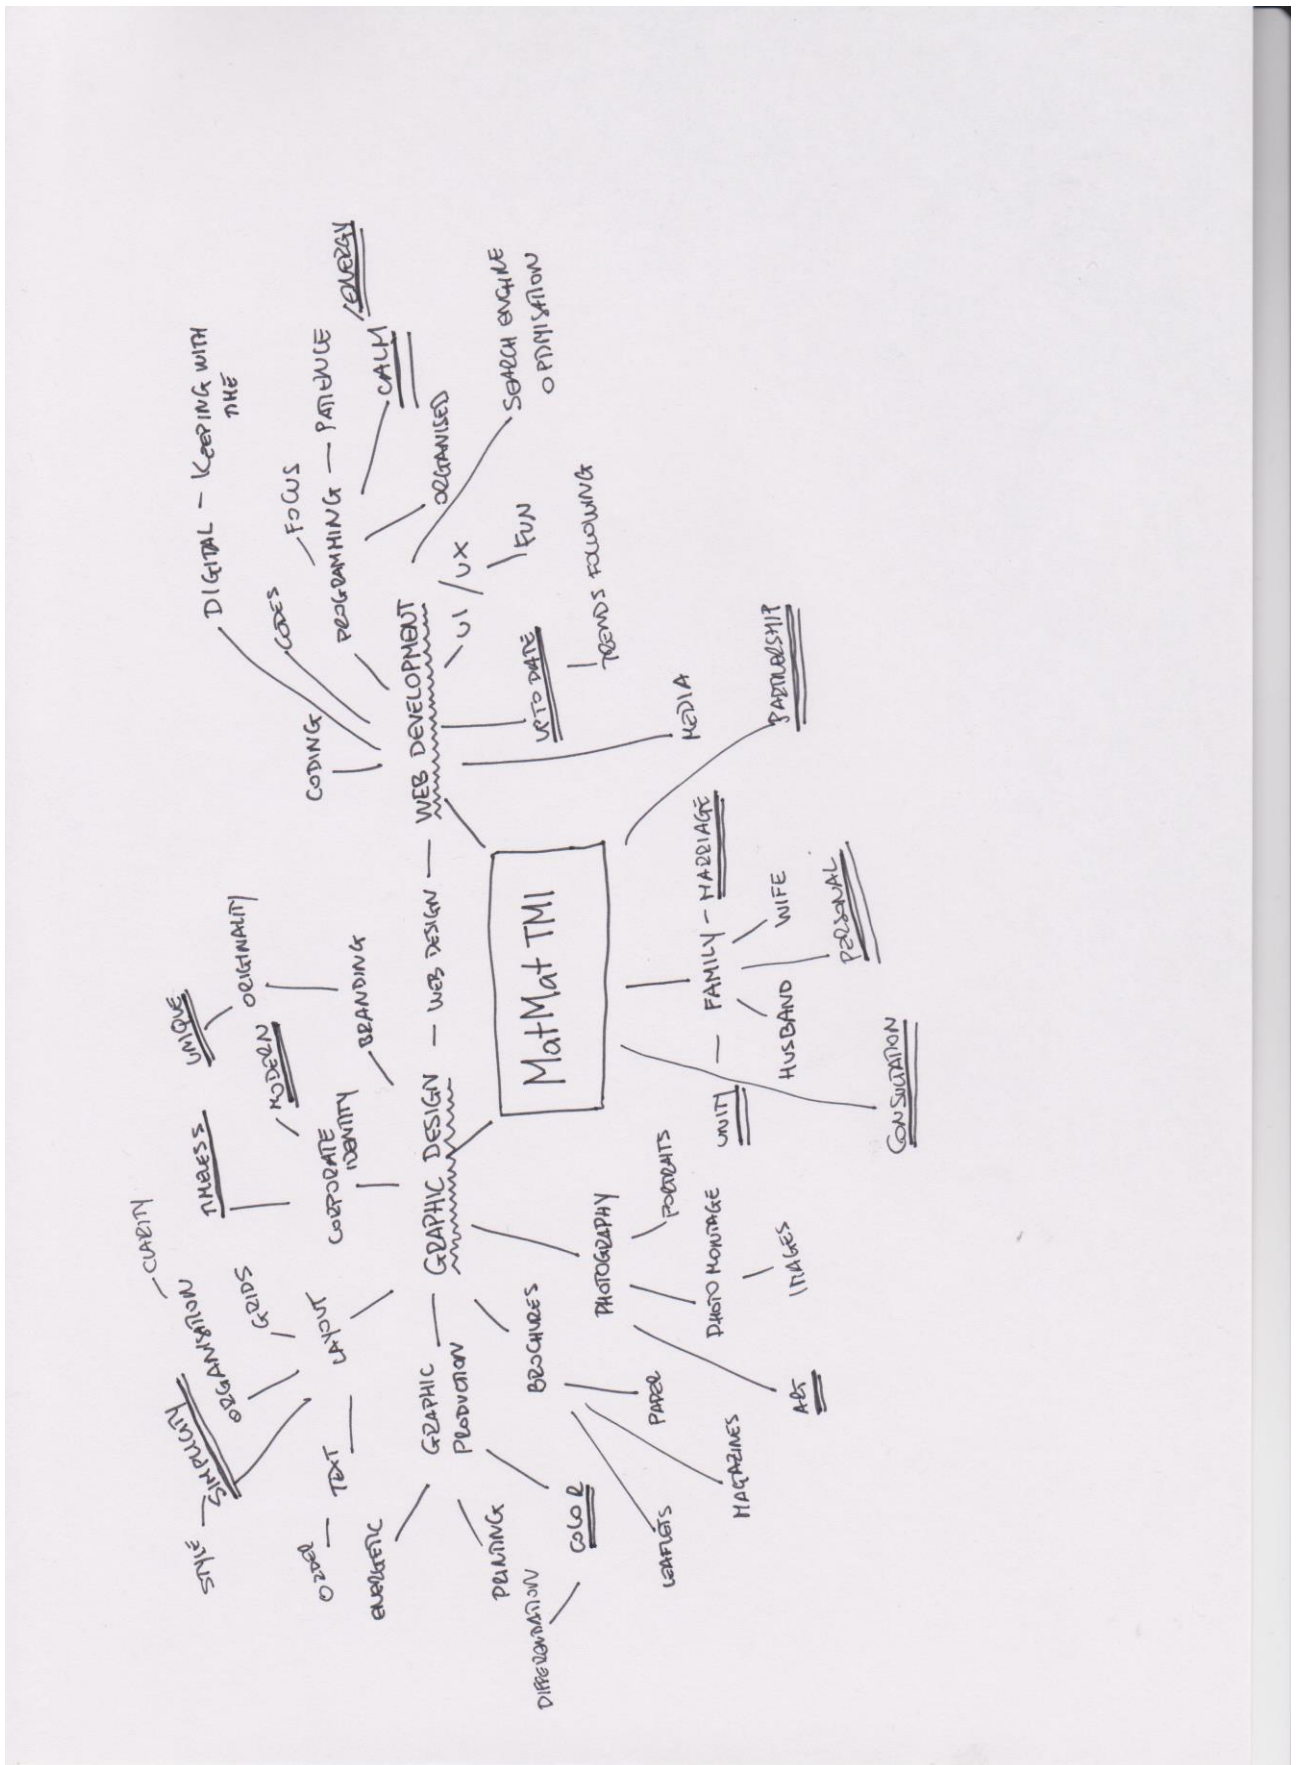 DIGITAL – KEEPING WITH
TIME
CODES
FOCUS
CODING
PROGRAMMING – PATIENCE
CALM / ENERGY
ORGANISED
WEB DEVELOPMENT
UI / UX
FUN
SEARCH ENGINE
OPTIMISATION
UP TO DATE
TRENDS FOLLOWING
MEDIA
PARTNERSHIP
CLARITY
TIMELESS
UNIQUE
ORIGINALITY
STYLE
SIMPLICITY
ORGANISATION
GRIDS
MODERN
ORDER – TEXT
LAYOUT
CORPORATE
IDENTITY
BRANDING
ENERGETIC
GRAPHIC
PRODUCTION
GRAPHIC DESIGN – WEB DESIGN
PRINTING
BROCHURES
DIFFERENTIATION
COLOR
PHOTOGRAPHY
PORTRAITS
LEAFLETS
PAPER
PHOTO MONTAGE
MAGAZINES
IMAGES
ART
MatMat TMI
UNITY – FAMILY – MARRIAGE
HUSBAND
WIFE
PERSONAL
CONSULTATION